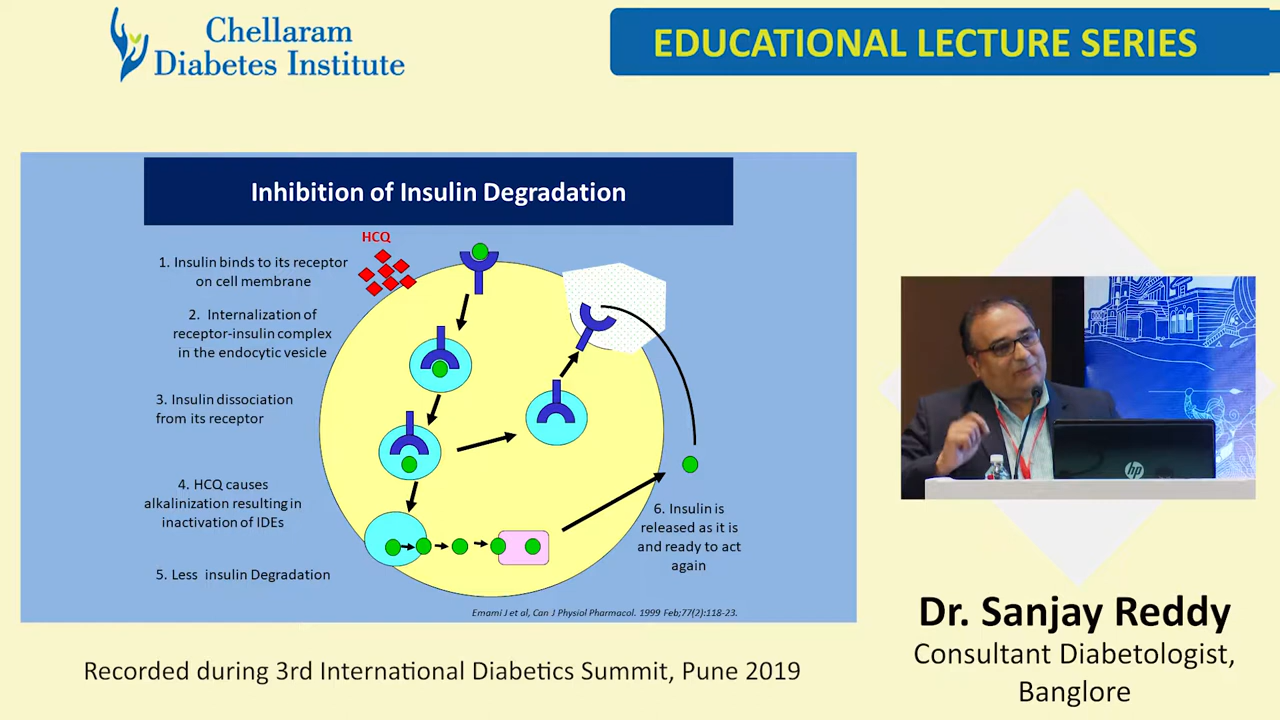 Chellaram
Diabetes Institute
EDUCATIONAL LECTURE SERIES
Inhibition of Insulin Degradation
HCQ
1. Insulin binds to its receptor
on cell membrane
2. Internalization of
receptor-insulin complex
in the endocytic vesicle
3. Insulin dissociation
from its receptor
4. HCQ causes
alkalinization resulting in
inactivation of IDEs
5. Less insulin Degradation
6. Insulin is
released as it is
and ready to act
again
Emami J et al, Can J Physiol Pharmacol. 1999 Feb;77(2):118-23.
hp
Dr. Sanjay Reddy
Consultant Diabetologist,
Banglore
Recorded during 3rd International Diabetics Summit, Pune 2019